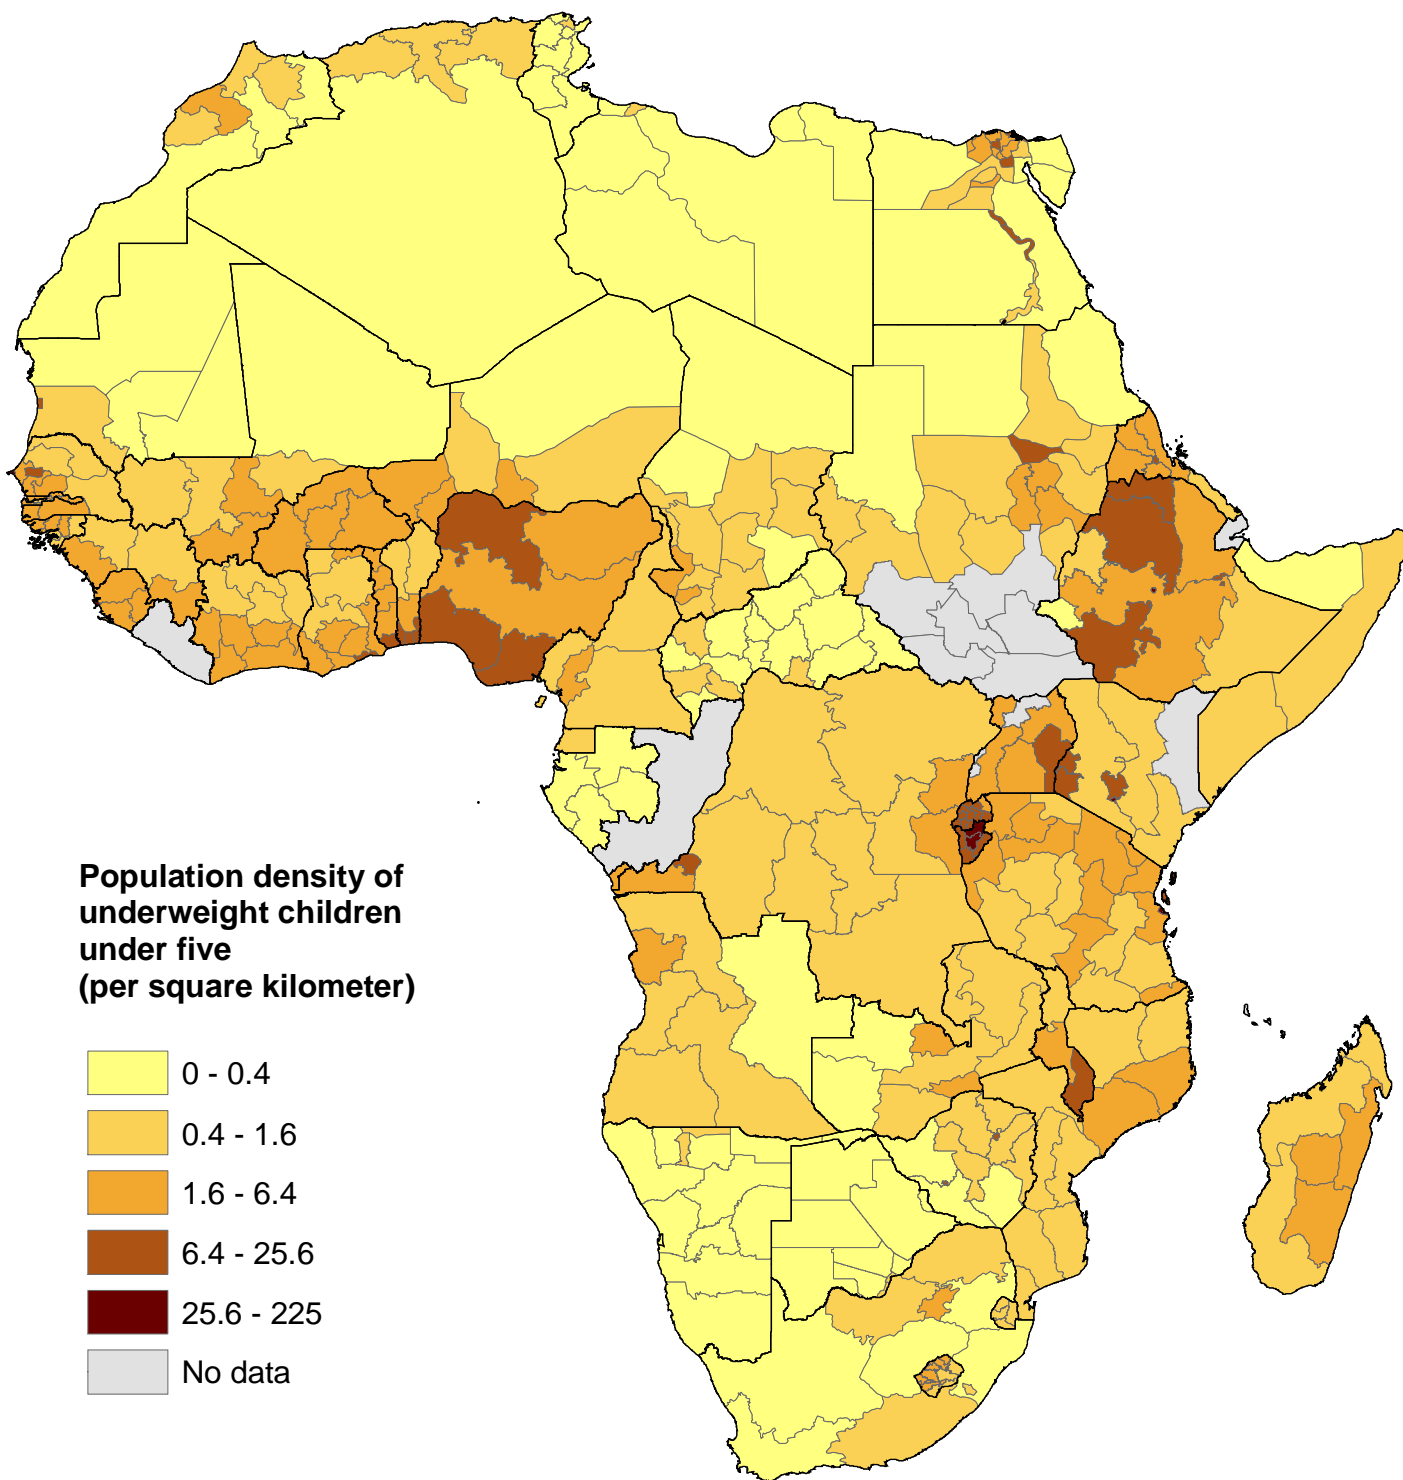 Population density of
underweight children
under five
(per square kilometer)
0 - 0.4
0.4 - 1.6
1.6 - 6.4
6.4 - 25.6
25.6 - 225
No data